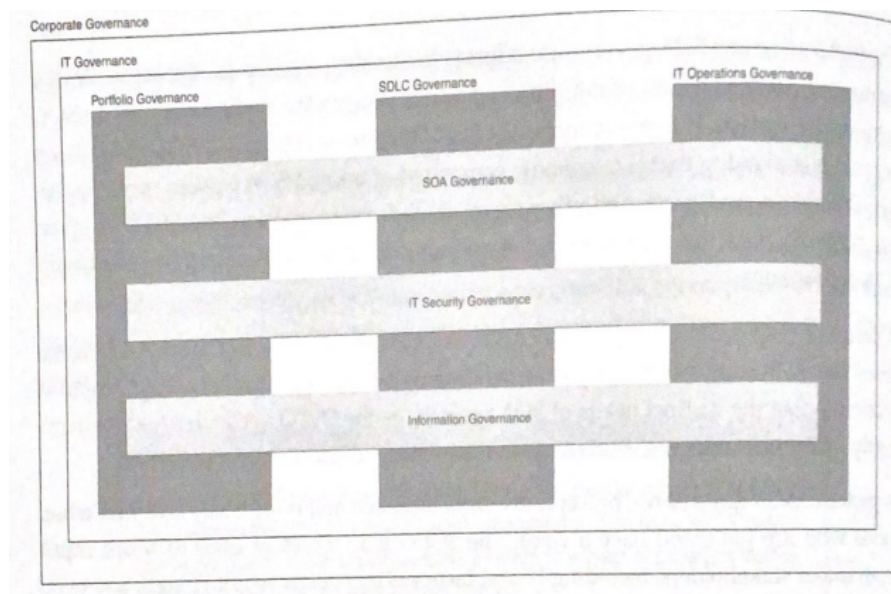 Corporate Governance
IT Governance
Portfolio Governance
SDLC Governance
IT Operations Governance
SOA Governance
IT Security Governance
Information Governance